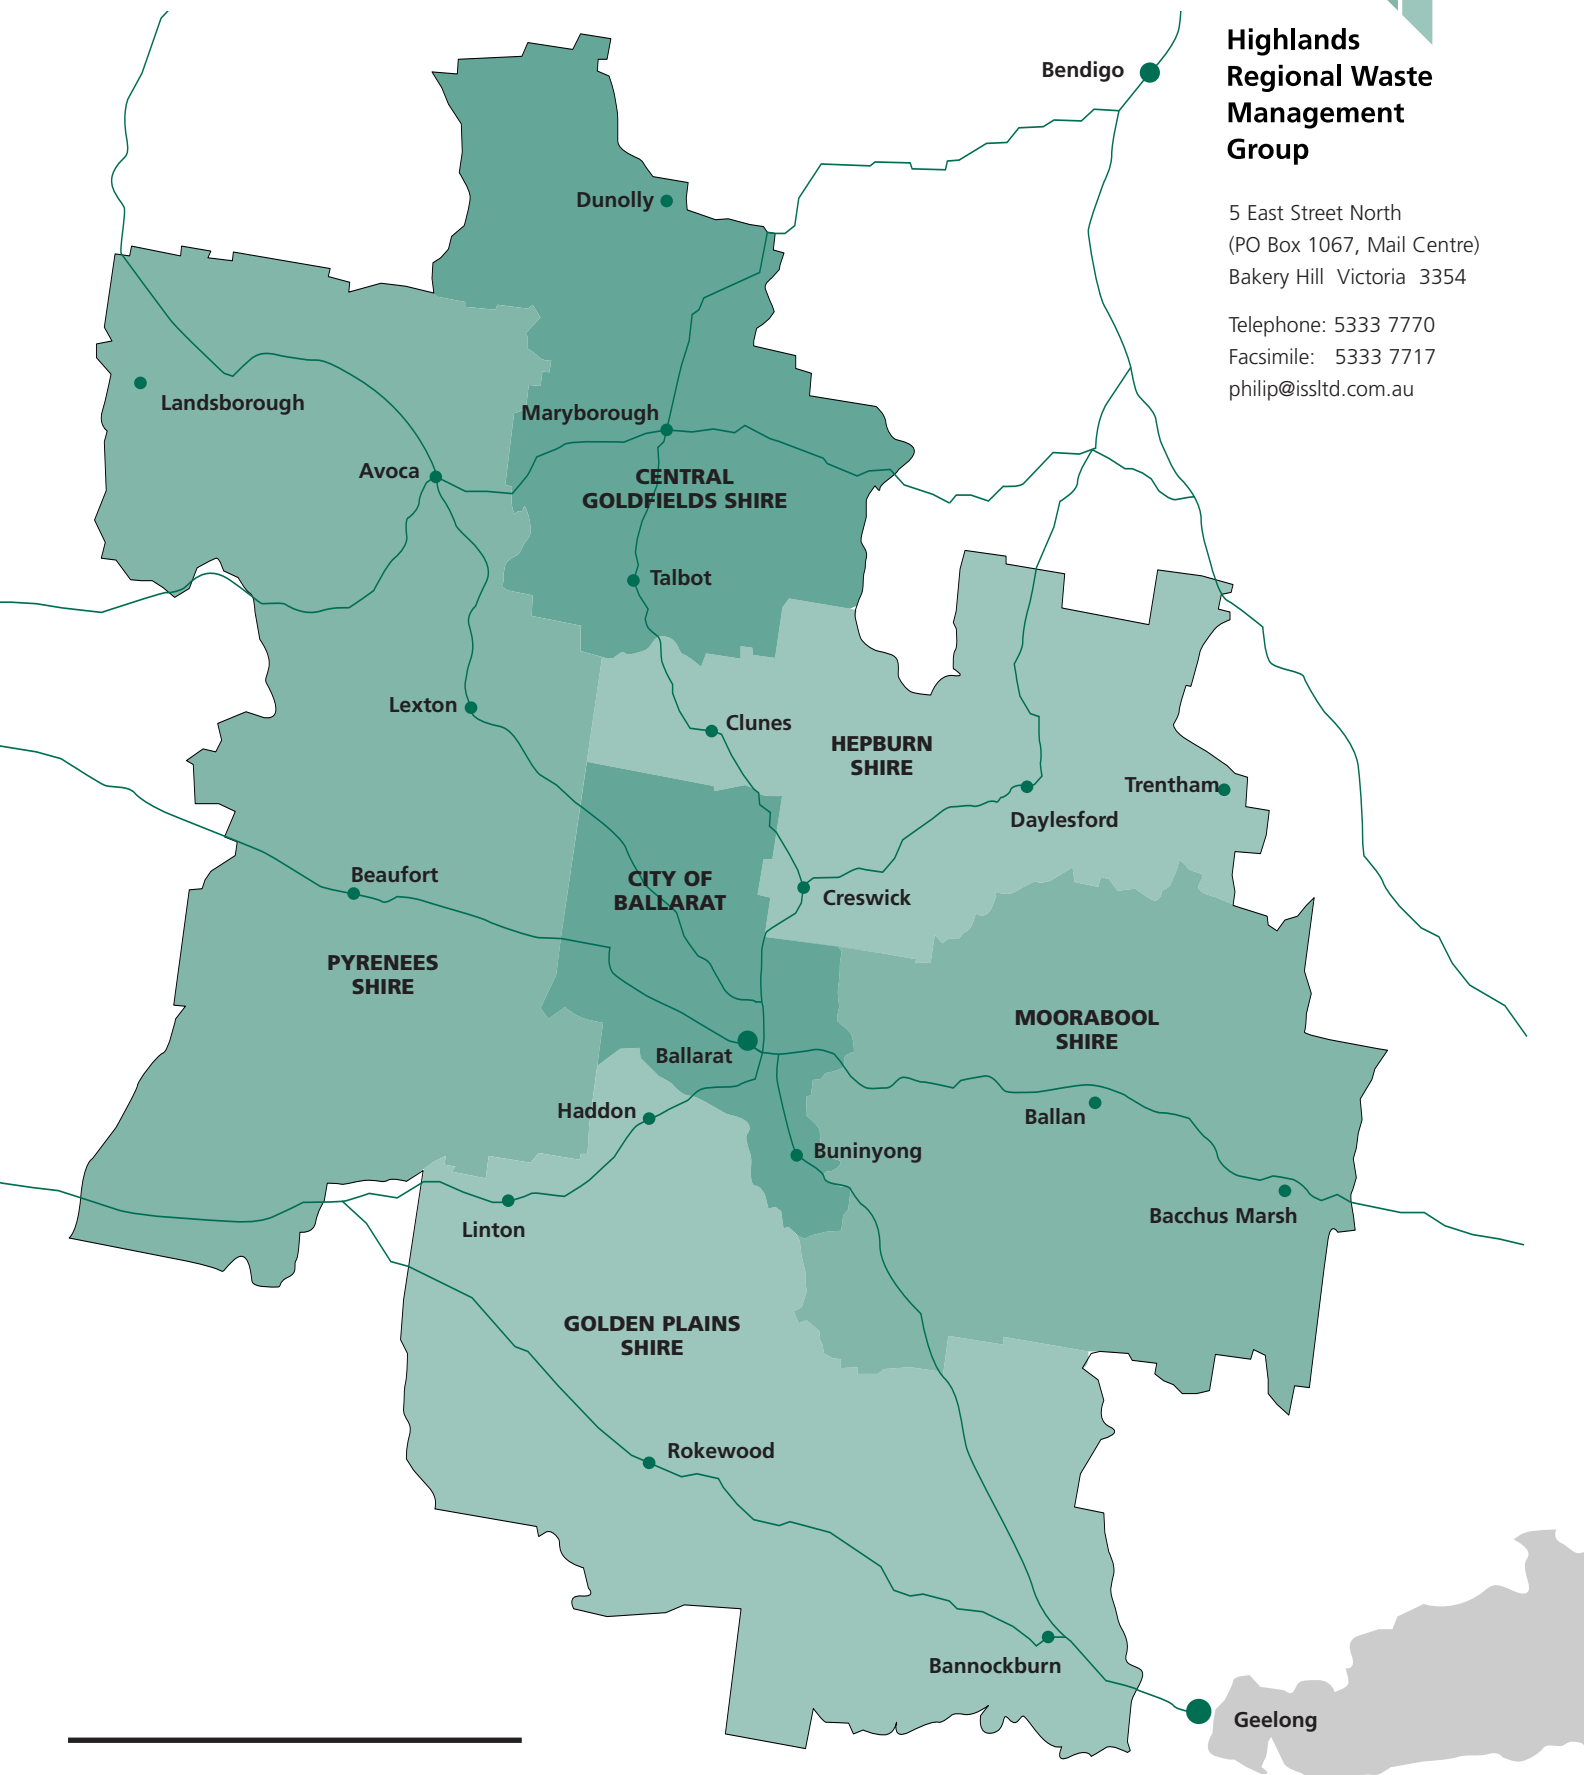 Highlands
Regional Waste
Management
Group
5 East Street North
(PO Box 1067, Mail Centre)
Bakery Hill Victoria 3354
Telephone: 5333 7770
Facsimile: 5333 7717
philip@issltd.com.au
Bendigo
Dunolly
Landsborough
Maryborough
Avoca
CENTRAL
GOLDFIELDS SHIRE
Talbot
Lexton
Clunes
HEPBURN
SHIRE
Trentham
Daylesford
Beaufort
CITY OF
BALLARAT
Creswick
PYRENEES
SHIRE
MOORABOOL
SHIRE
Ballarat
Haddon
Ballan
Buninyong
Bacchus Marsh
Linton
GOLDEN PLAINS
SHIRE
Rokewood
Bannockburn
Geelong